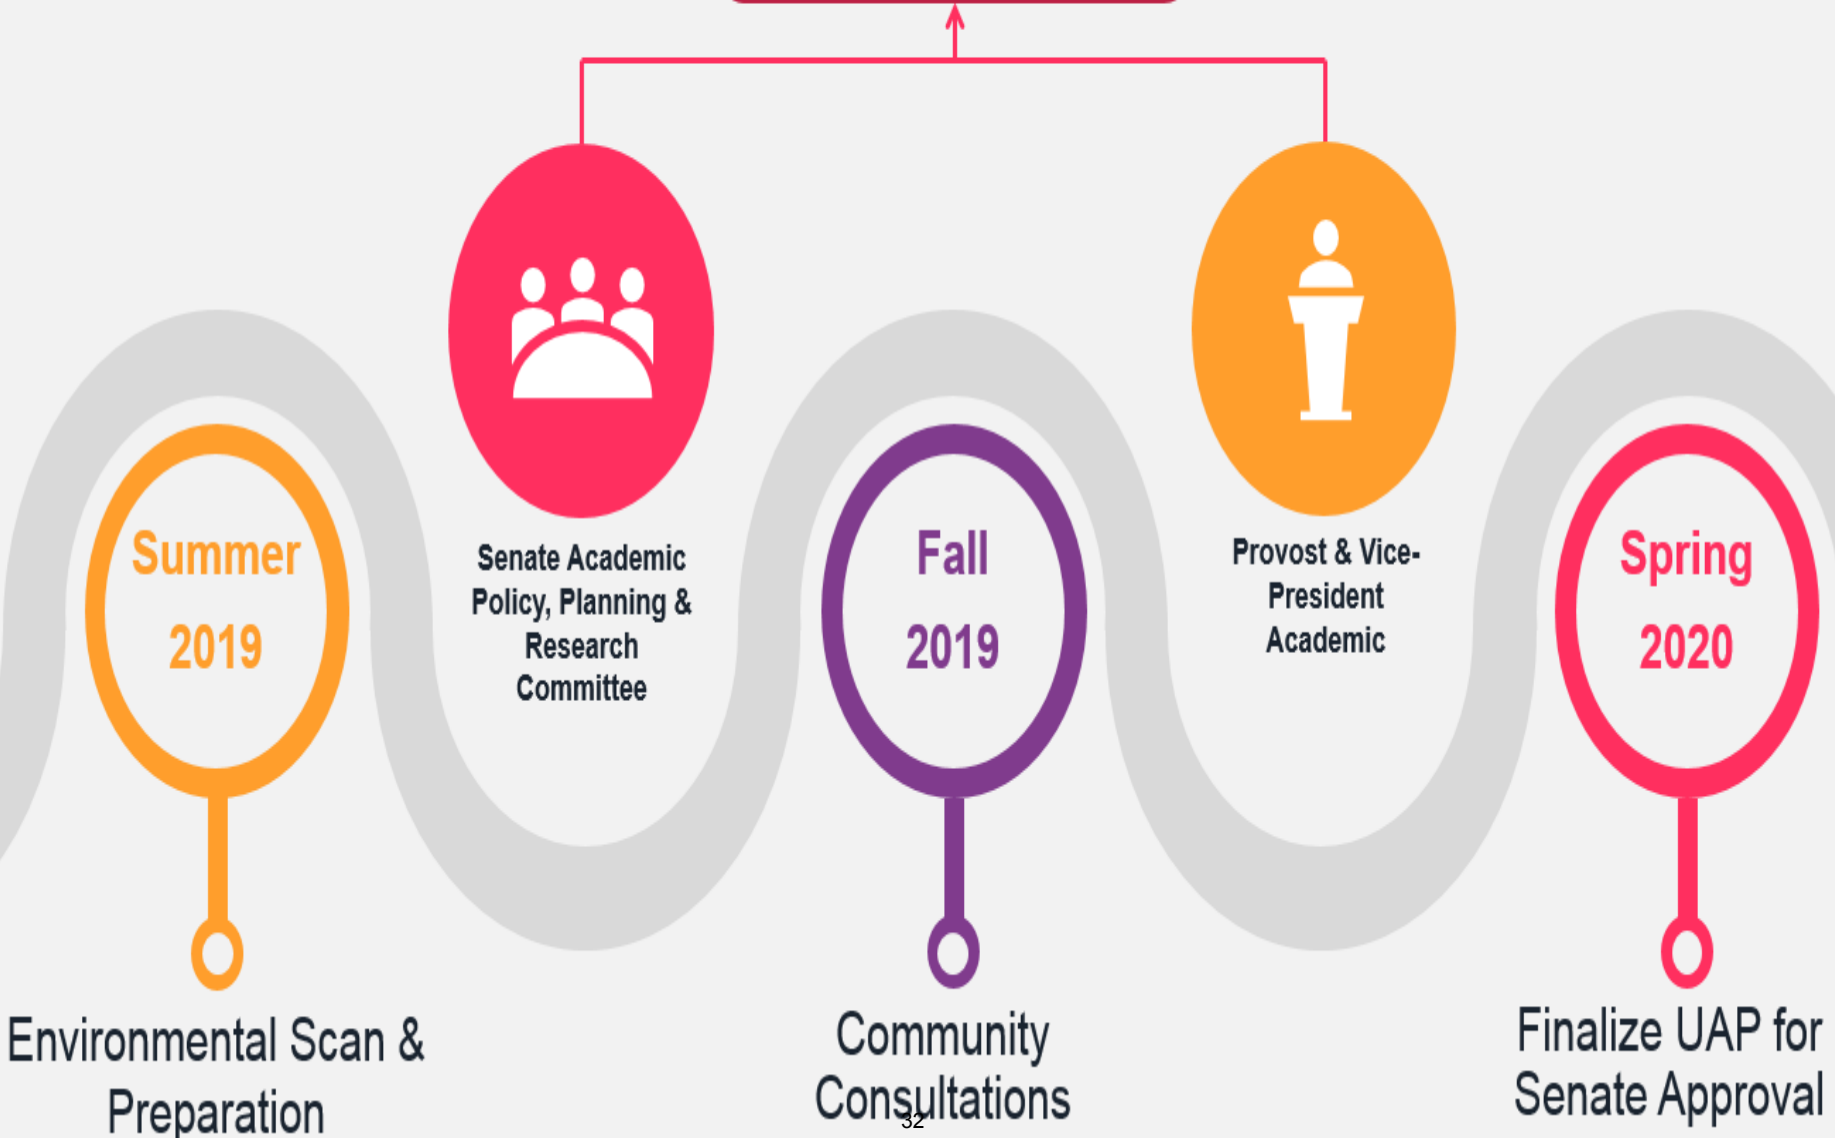 Summer
2019
Senate Academic
Policy, Planning &
Research
Committee
Fall
2019
Provost & Vice-
President
Academic
Spring
2020
Environmental Scan &
Preparation
Community
Consultations
Finalize UAP for
Senate Approval
32